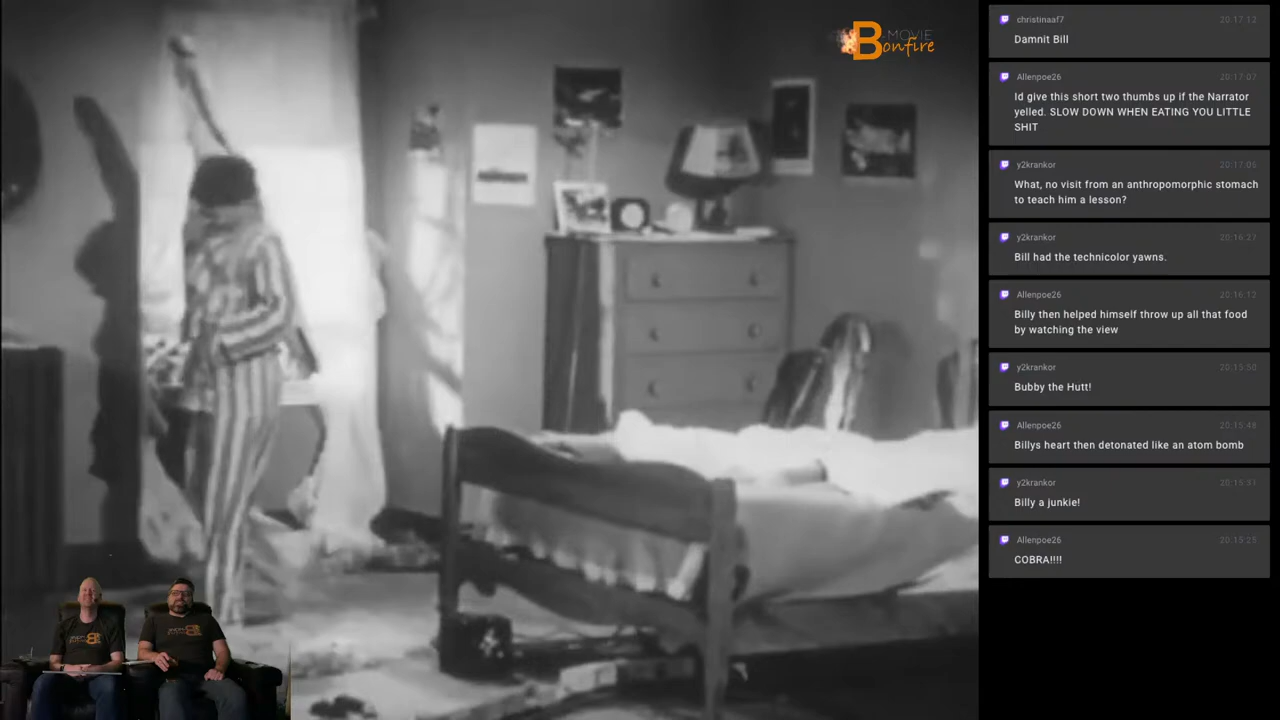 B-MOVIE
Bonfire
christinaaf7 20:17:12
Damnit Bill
Allenpoe26 20:17:07
Id give this short two thumbs up if the Narrator
yelled. SLOW DOWN WHEN EATING YOU LITTLE
SHIT
y2krankor 20:17:06
What, no visit from an anthropomorphic stomach
to teach him a lesson?
y2krankor 20:16:27
Bill had the technicolor yawns.
Allenpoe26 20:16:12
Billy then helped himself throw up all that food
by watching the view
y2krankor 20:15:50
Bubby the Hutt!
Allenpoe26 20:15:46
Billys heart then detonated like an atom bomb
y2krankor 20:15:31
Billy a junkie!
Allenpoe26 20:15:25
COBRA!!!!